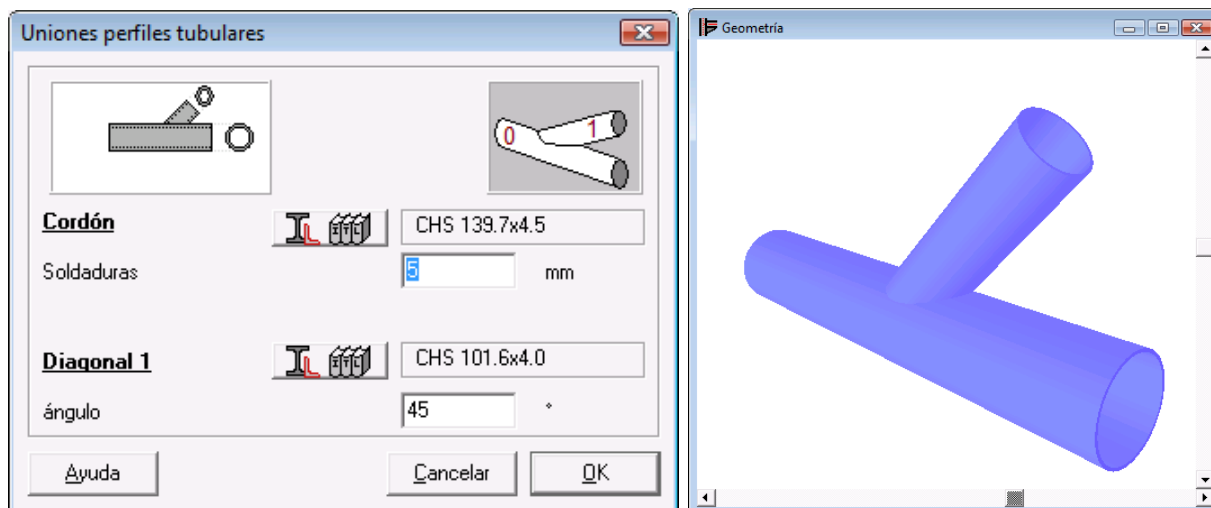 Uniones perfiles tubulares
0 1
Cordón
CHS 139.7x4.5
Soldaduras 5 mm
Diagonal 1
CHS 101.6x4.0
ángulo 45 °
Ayuda Cancelar OK
Geometría